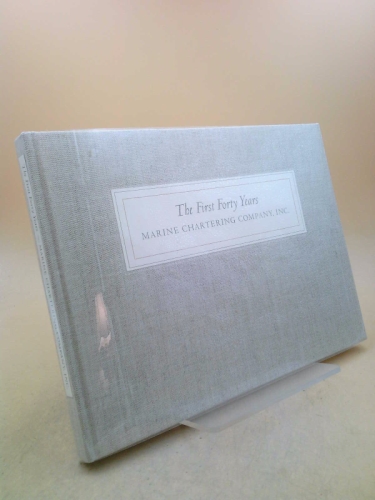 The First Forty Years
MARINE CHARTERING COMPANY, INC.